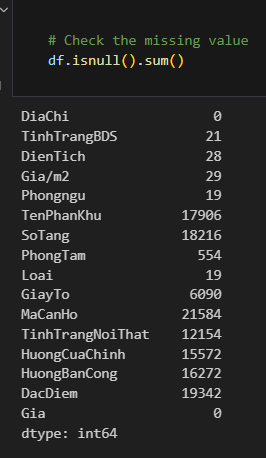 # Check the missing value
df.isnull().sum()
DiaChi 0
TinhTrangBDS 21
DienTich 28
Gia/m2 29
Phongngu 19
TenPhanKhu 17906
SoTang 18216
PhongTam 554
Loai 19
GiayTo 6090
MaCanHo 21584
TinhTrangNoiThat 12154
HuongCuaChinh 15572
HuongBanCong 16272
DacDiem 19342
Gia 0
dtype: int64